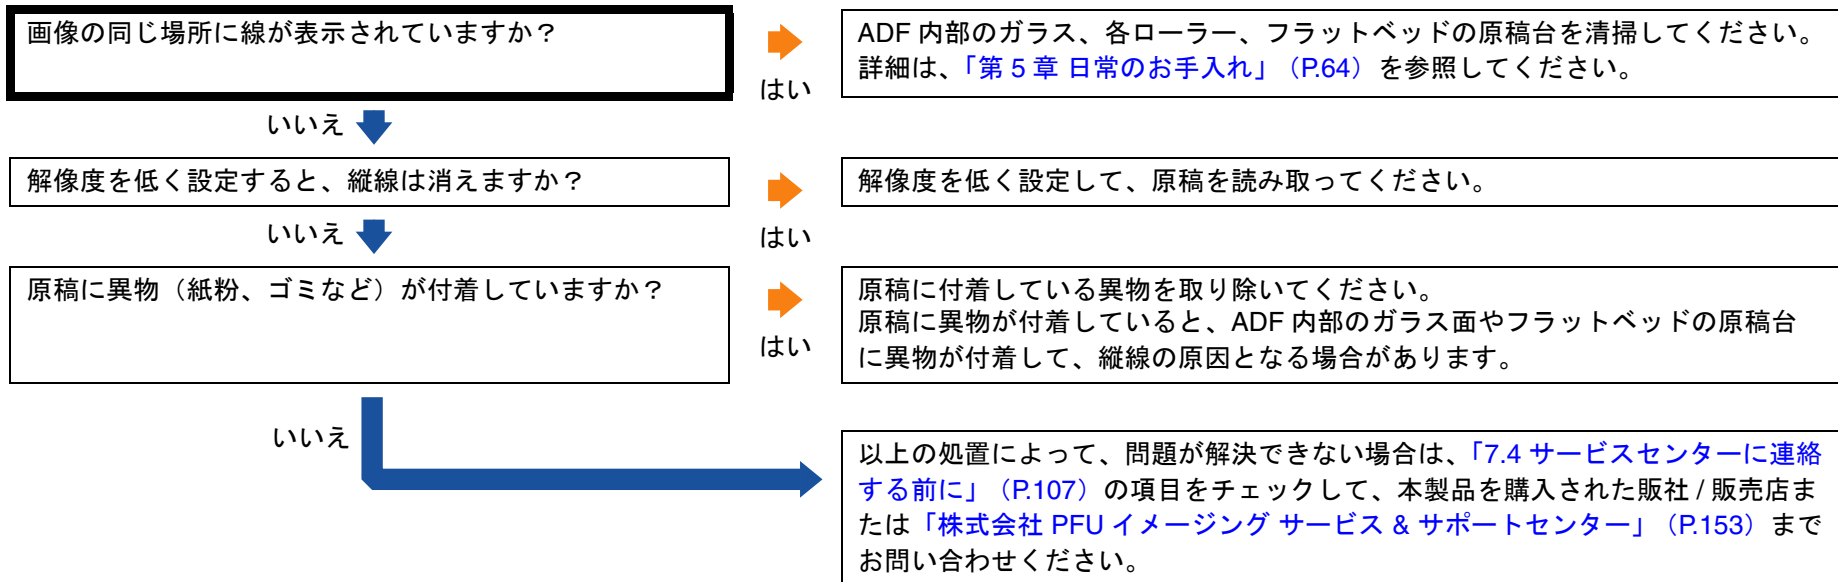 画像の同じ場所に線が表示されていますか？
はい
ADF 内部のガラス、各ローラー、フラットベッドの原稿台を清掃してください。
詳細は、「第 5 章 日常のお手入れ」（P.64）を参照してください。
いいえ
解像度を低く設定すると、縦線は消えますか？
はい
解像度を低く設定して、原稿を読み取ってください。
いいえ
原稿に異物（紙粉、ゴミなど）が付着していますか？
はい
原稿に付着している異物を取り除いてください。
原稿に異物が付着していると、ADF 内部のガラス面やフラットベッドの原稿台
に異物が付着して、縦線の原因となる場合があります。
いいえ
以上の処置によって、問題が解決できない場合は、「7.4 サービスセンターに連絡
する前に」（P.107）の項目をチェックして、本製品を購入された販社 / 販売店ま
たは「株式会社 PFU イメージング サービス & サポートセンター」（P.153）まで
お問い合わせください。